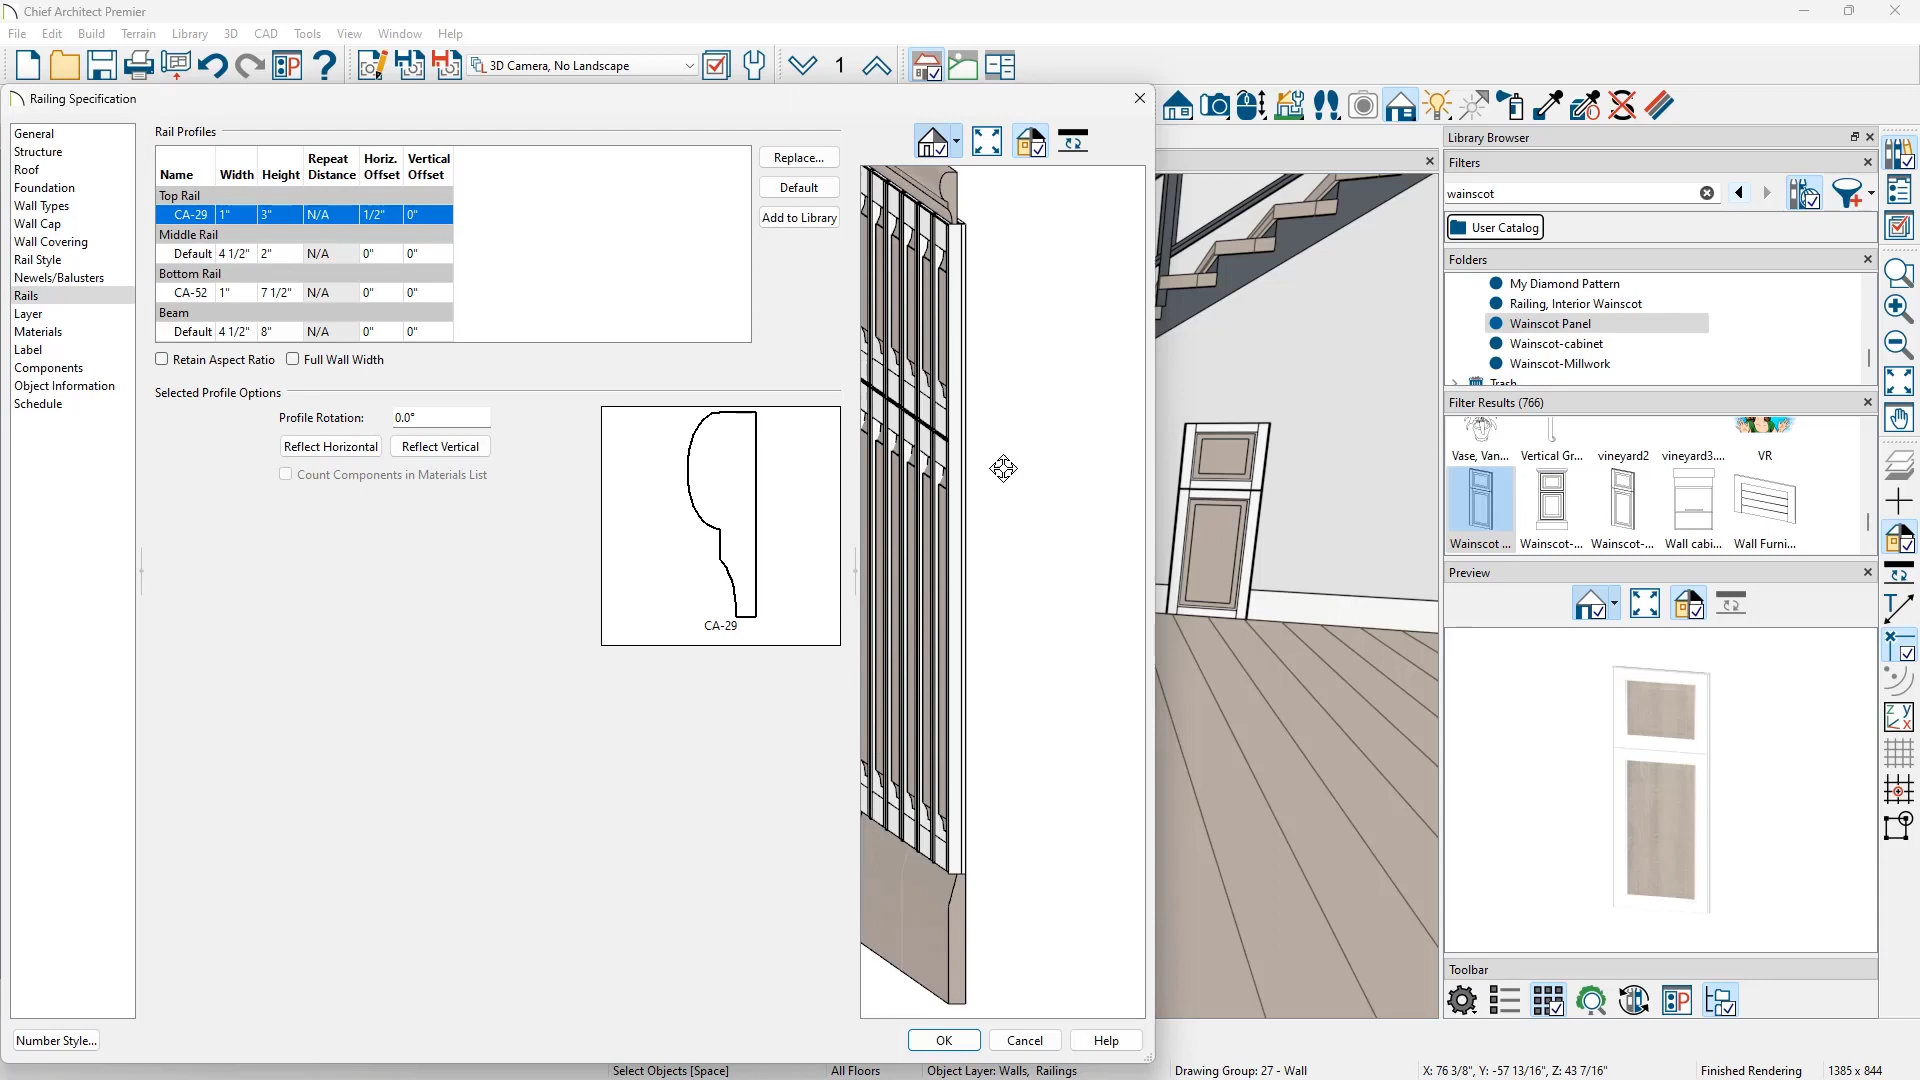 Chief Architect Premier
File Edit Build Terrain Library 3D CAD Tools View Window Help
3D Camera, No Landscape
1
Railing Specification
General
Structure
Roof
Foundation
Wall Types
Wall Cap
Wall Covering
Rail Style
Newels/Balusters
Rails
Layer
Materials
Label
Components
Object Information
Schedule
Rail Profiles
Name Width Height Repeat Distance Horiz. Offset Vertical Offset
Top Rail
CA-29 1" 3" N/A 1/2" 0"
Middle Rail
Default 4 1/2" 2" N/A 0" 0"
Bottom Rail
CA-52 1" 7 1/2" N/A 0" 0"
Beam
Default 4 1/2" 8" N/A 0" 0"
Replace...
Default
Add to Library
Retain Aspect Ratio Full Wall Width
Selected Profile Options
Profile Rotation: 0.0°
Reflect Horizontal Reflect Vertical
Count Components in Materials List
CA-29
Number Style...
OK Cancel Help
Library Browser
Filters
wainscot
User Catalog
Folders
My Diamond Pattern
Railing, Interior Wainscot
Wainscot Panel
Wainscot-cabinet
Wainscot-Millwork
Trash
Filter Results (766)
Vase, Van... Vertical Gr... vineyard2 vineyard3.... VR
Wainscot ... Wainscot-... Wainscot-... Wall cabi... Wall Furni...
Preview
Toolbar
Select Objects [Space] All Floors Object Layer: Walls, Railings Drawing Group: 27 - Wall X: 76 3/8", Y: -57 13/16", Z: 43 7/16" Finished Rendering 1385 x 844